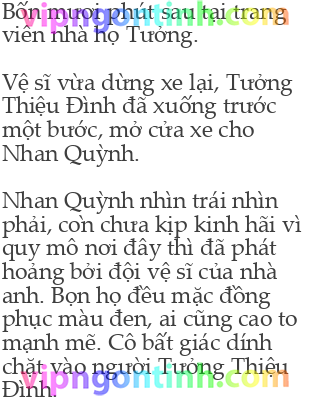 Bốn mươi phút sau tại trang
viên nhà họ Tưởng.
Vệ sĩ vừa dừng xe lại, Tưởng
Thiệu Đình đã xuống trước
một bước, mở cửa xe cho
Nhan Quỳnh.
Nhan Quỳnh nhìn trái nhìn
phải, còn chưa kịp kinh hãi vì
quy mô nơi đây thì đã phát
hoảng bởi đội vệ sĩ của nhà
anh. Bọn họ đều mặc đồng
phục màu đen, ai cũng cao to
mạnh mẽ. Cô bất giác dính
chặt vào người Tưởng Thiệu
Đình.
vipngontinh.com
vipngontinh.com